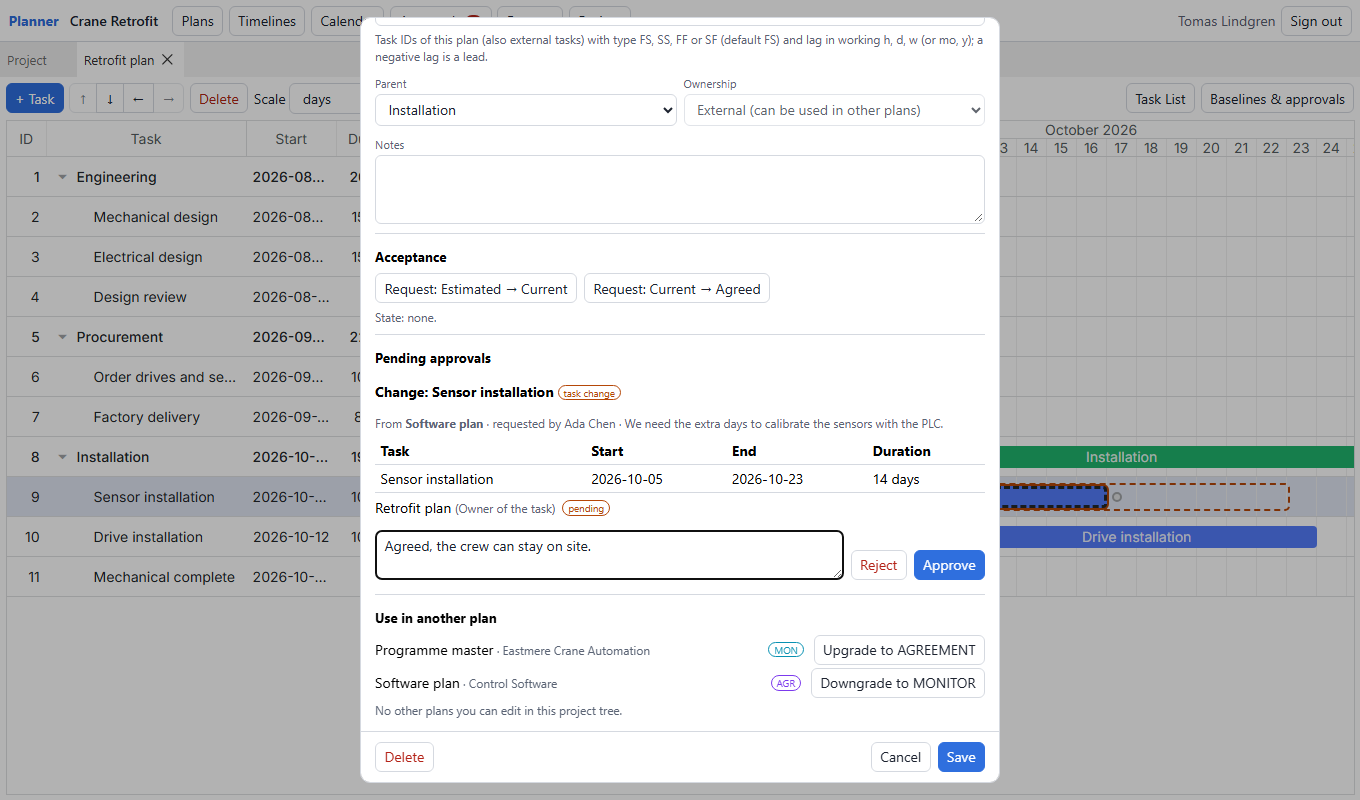 Planner Crane Retrofit Plans Timelines Tomas Lindgren Sign out
Project Retrofit plan
+ Task ↑ ↓ ← → Delete Scale days Task List Baselines & approvals
ID Task Start
October 2026
14 15 16 17 18 19 20 21 22 23 24
1 Engineering 2026-08...
2 Mechanical design 2026-08...
3 Electrical design 2026-08...
4 Design review 2026-08-...
5 Procurement 2026-09...
6 Order drives and se... 2026-09...
7 Factory delivery 2026-09-...
8 Installation 2026-10-...
9 Sensor installation 2026-10-...
10 Drive installation 2026-10-12
11 Mechanical complete 2026-10-...
Installation
Drive installation
Task IDs of this plan (also external tasks) with type FS, SS, FF or SF (default FS) and lag in working h, d, w (or mo, y); a
negative lag is a lead.
Parent Ownership
Installation External (can be used in other plans)
Notes
Acceptance
Request: Estimated → Current Request: Current → Agreed
State: none.
Pending approvals
Change: Sensor installation task change
From Software plan · requested by Ada Chen · We need the extra days to calibrate the sensors with the PLC.
Task Start End Duration
Sensor installation 2026-10-05 2026-10-23 14 days
Retrofit plan (Owner of the task) pending
Agreed, the crew can stay on site.
Reject Approve
Use in another plan
Programme master · Eastmere Crane Automation MON Upgrade to AGREEMENT
Software plan · Control Software AGR Downgrade to MONITOR
No other plans you can edit in this project tree.
Delete Cancel Save